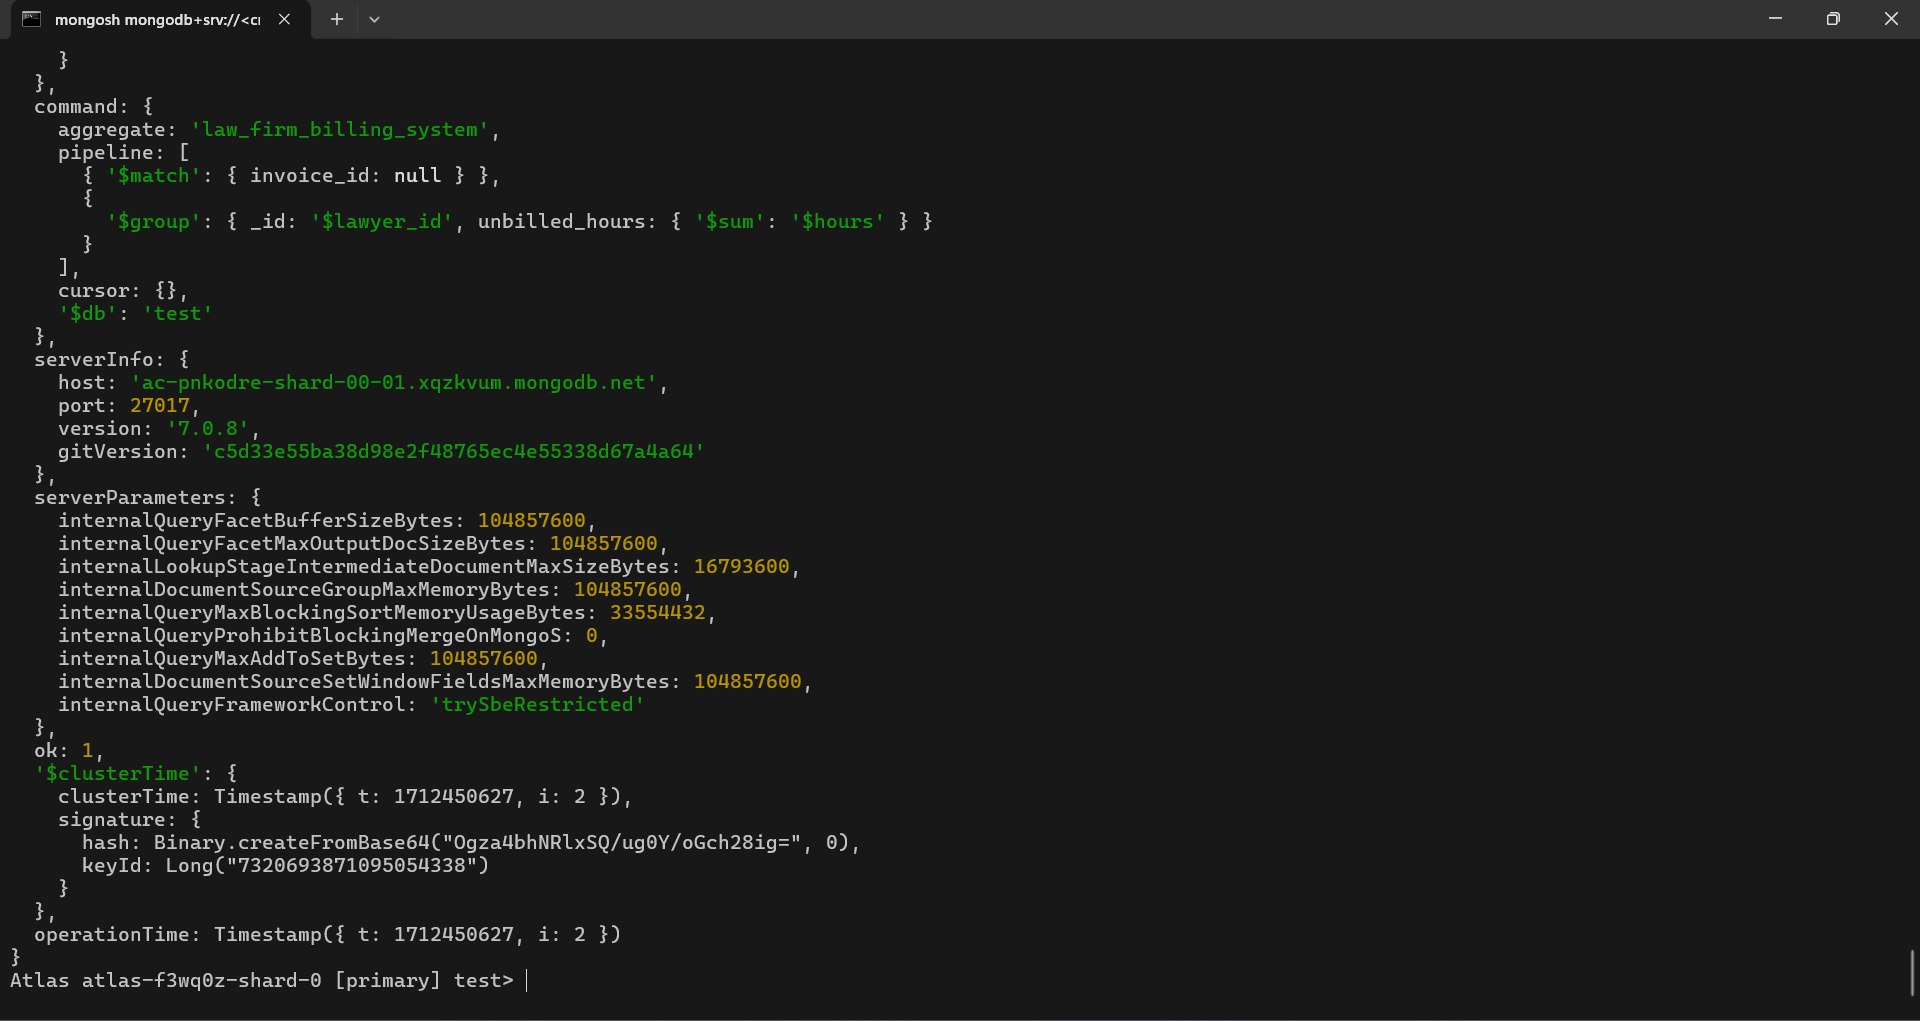 mongosh mongodb+srv://<cr
    }
  },
  command: {
    aggregate: 'law_firm_billing_system',
    pipeline: [
      { '$match': { invoice_id: null } },
      {
        '$group': { _id: '$lawyer_id', unbilled_hours: { '$sum': '$hours' } }
      }
    ],
    cursor: {},
    '$db': 'test'
  },
  serverInfo: {
    host: 'ac-pnkodre-shard-00-01.xqzkvum.mongodb.net',
    port: 27017,
    version: '7.0.8',
    gitVersion: 'c5d33e55ba38d98e2f48765ec4e55338d67a4a64'
  },
  serverParameters: {
    internalQueryFacetBufferSizeBytes: 104857600,
    internalQueryFacetMaxOutputDocSizeBytes: 104857600,
    internalLookupStageIntermediateDocumentMaxSizeBytes: 16793600,
    internalDocumentSourceGroupMaxMemoryBytes: 104857600,
    internalQueryMaxBlockingSortMemoryUsageBytes: 33554432,
    internalQueryProhibitBlockingMergeOnMongoS: 0,
    internalQueryMaxAddToSetBytes: 104857600,
    internalDocumentSourceSetWindowFieldsMaxMemoryBytes: 104857600,
    internalQueryFrameworkControl: 'trySbeRestricted'
  },
  ok: 1,
  '$clusterTime': {
    clusterTime: Timestamp({ t: 1712450627, i: 2 }),
    signature: {
      hash: Binary.createFromBase64("Ogza4bhNRlxSQ/ug0Y/oGch28ig=", 0),
      keyId: Long("7320693871095054338")
    }
  },
  operationTime: Timestamp({ t: 1712450627, i: 2 })
}
Atlas atlas-f3wq0z-shard-0 [primary] test>